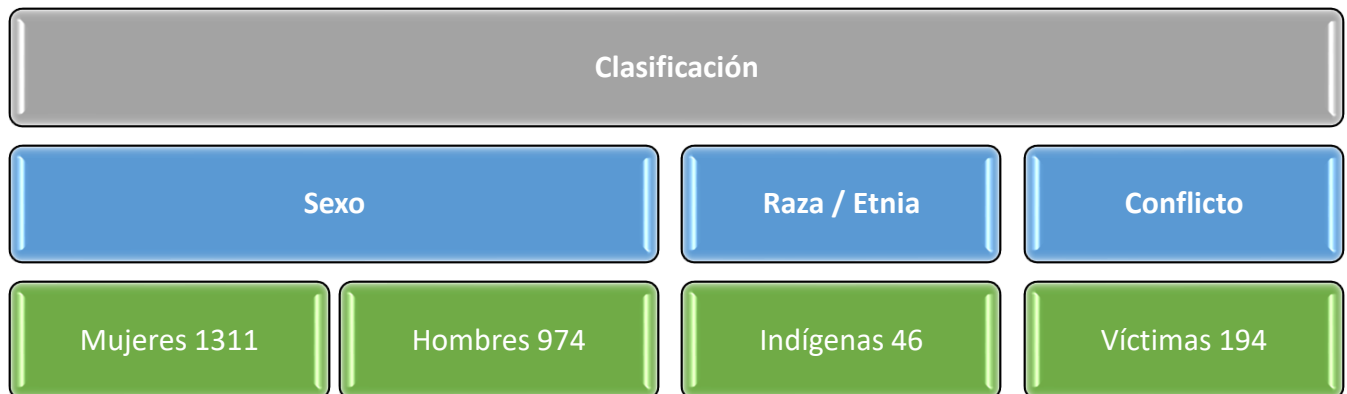 Clasificación
Sexo
Raza / Etnia
Conflicto
Mujeres 1311
Hombres 974
Indígenas 46
Víctimas 194